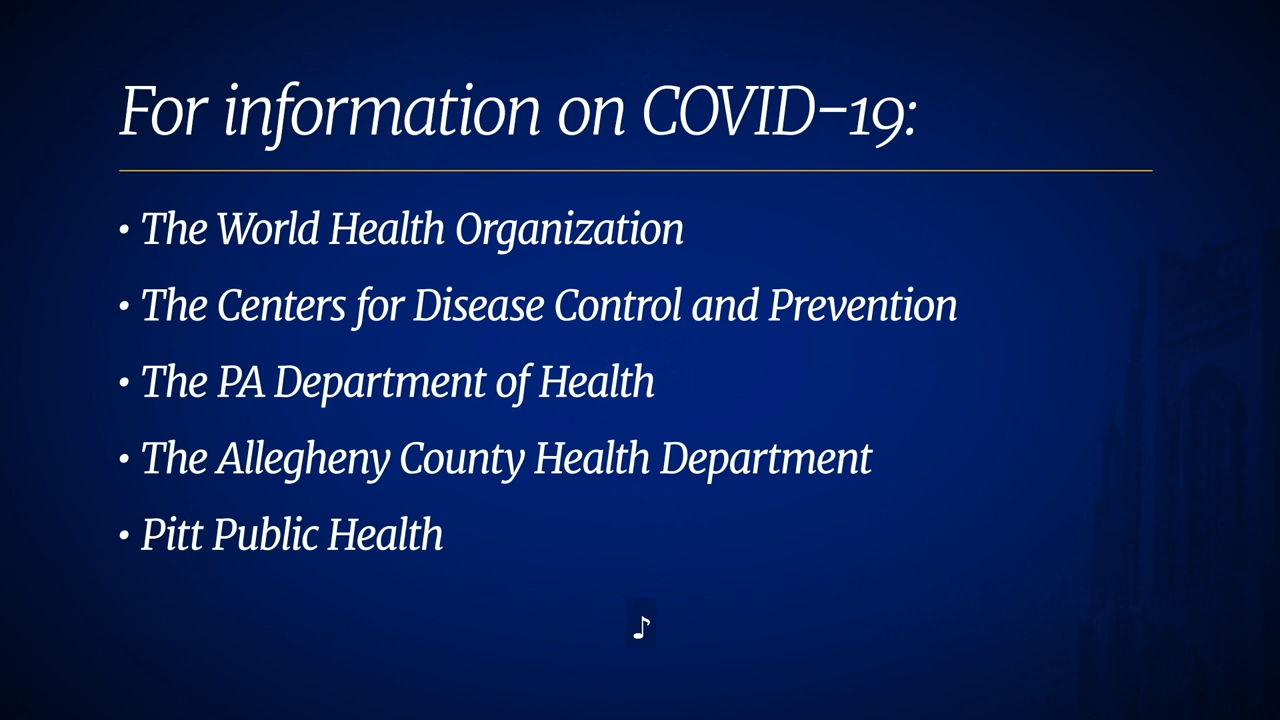 For information on COVID-19:
• The World Health Organization
• The Centers for Disease Control and Prevention
• The PA Department of Health
• The Allegheny County Health Department
• Pitt Public Health
♪